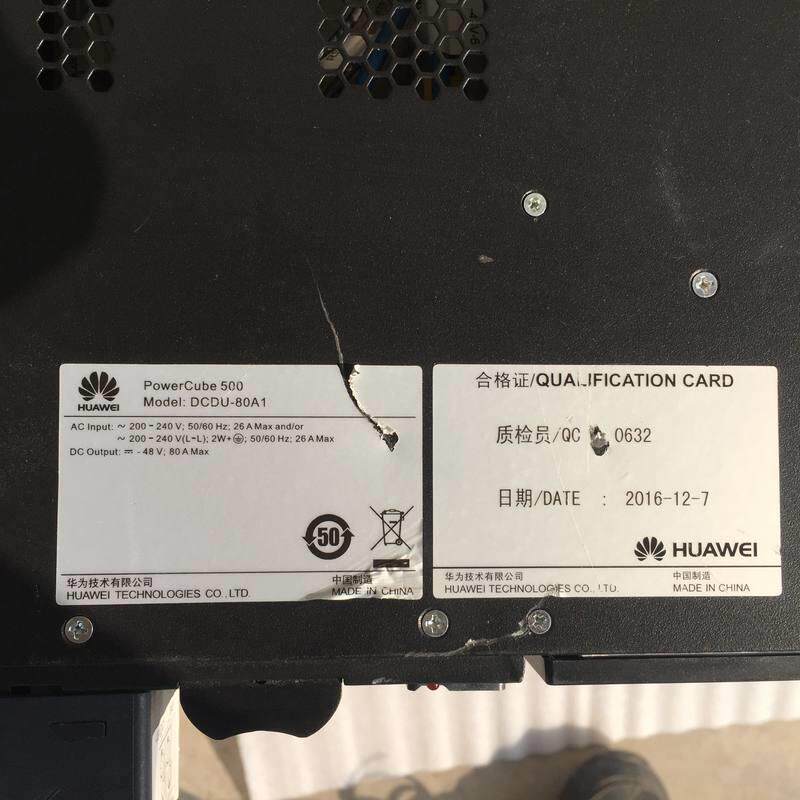 HUAWEI
PowerCube 500
Model: DCDU-80A1
AC Input: ~ 200-240 V; 50/60 Hz; 26 A Max and/or
~ 200-240 V(L-L); 2W+⏚; 50/60 Hz; 26 A Max
DC Output: ⎓ -48 V; 80 A Max
50
华为技术有限公司
HUAWEI TECHNOLOGIES CO., LTD.
中国制造
MADE IN CHINA
合格证/QUALIFICATION CARD
质检员/QC 0632
日期/DATE : 2016-12-7
HUAWEI
华为技术有限公司
HUAWEI TECHNOLOGIES CO., LTD.
中国制造
MADE IN CHINA